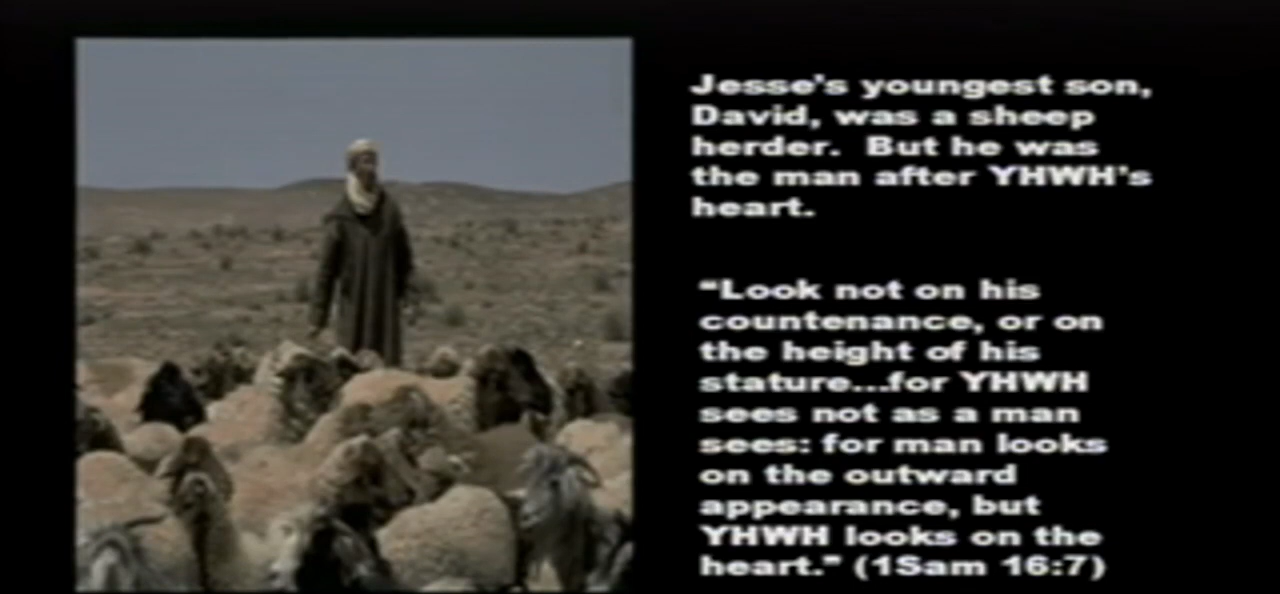 Jesse's youngest son,
David, was a sheep
herder.  But he was
the man after YHWH's
heart.
"Look not on his
countenance, or on
the height of his
stature...for YHWH
sees not as a man
sees: for man looks
on the outward
appearance, but
YHWH looks on the
heart." (1Sam 16:7)